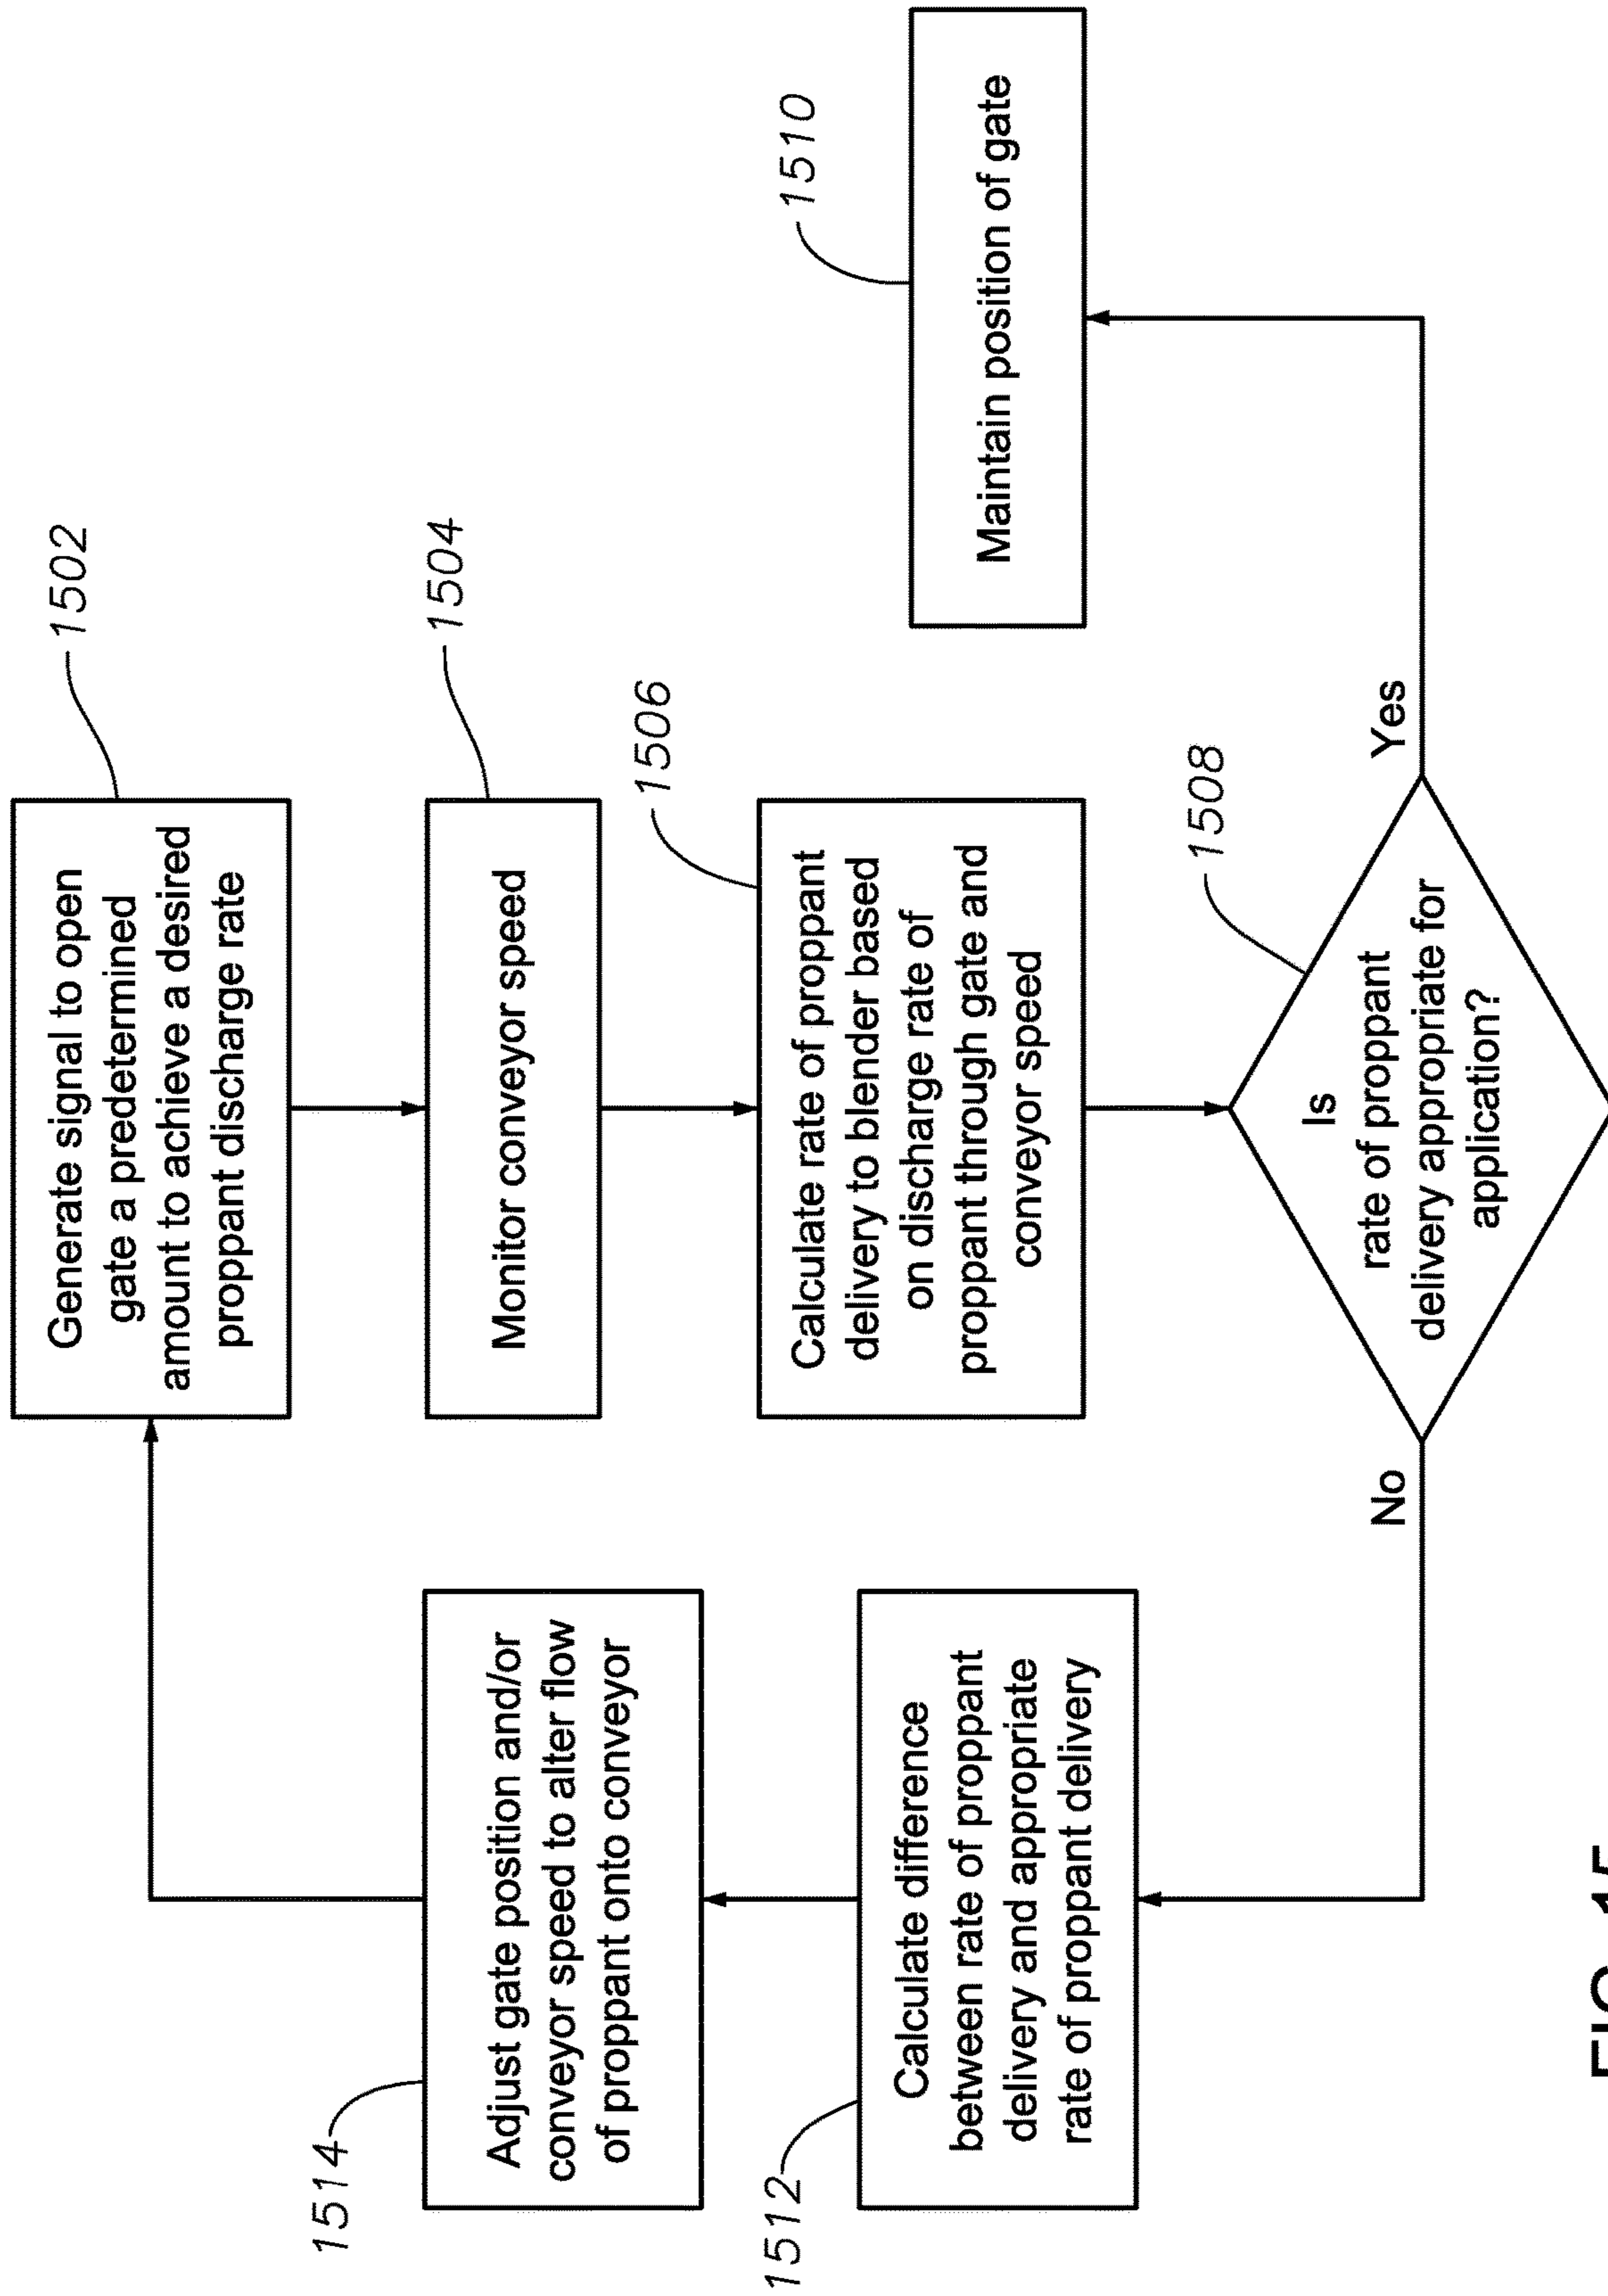 1502
Generate signal to open
gate a predetermined
amount to achieve a desired
proppant discharge rate
1504
Monitor conveyor speed
1506
Calculate rate of proppant
delivery to blender based
on discharge rate of
proppant through gate and
conveyor speed
1508
Is
rate of proppant
delivery appropriate for
application?
Yes
1510
Maintain position of gate
No
1512
Calculate difference
between rate of proppant
delivery and appropriate
rate of proppant delivery
1514
Adjust gate position and/or
conveyor speed to alter flow
of proppant onto conveyor
FIG. 15